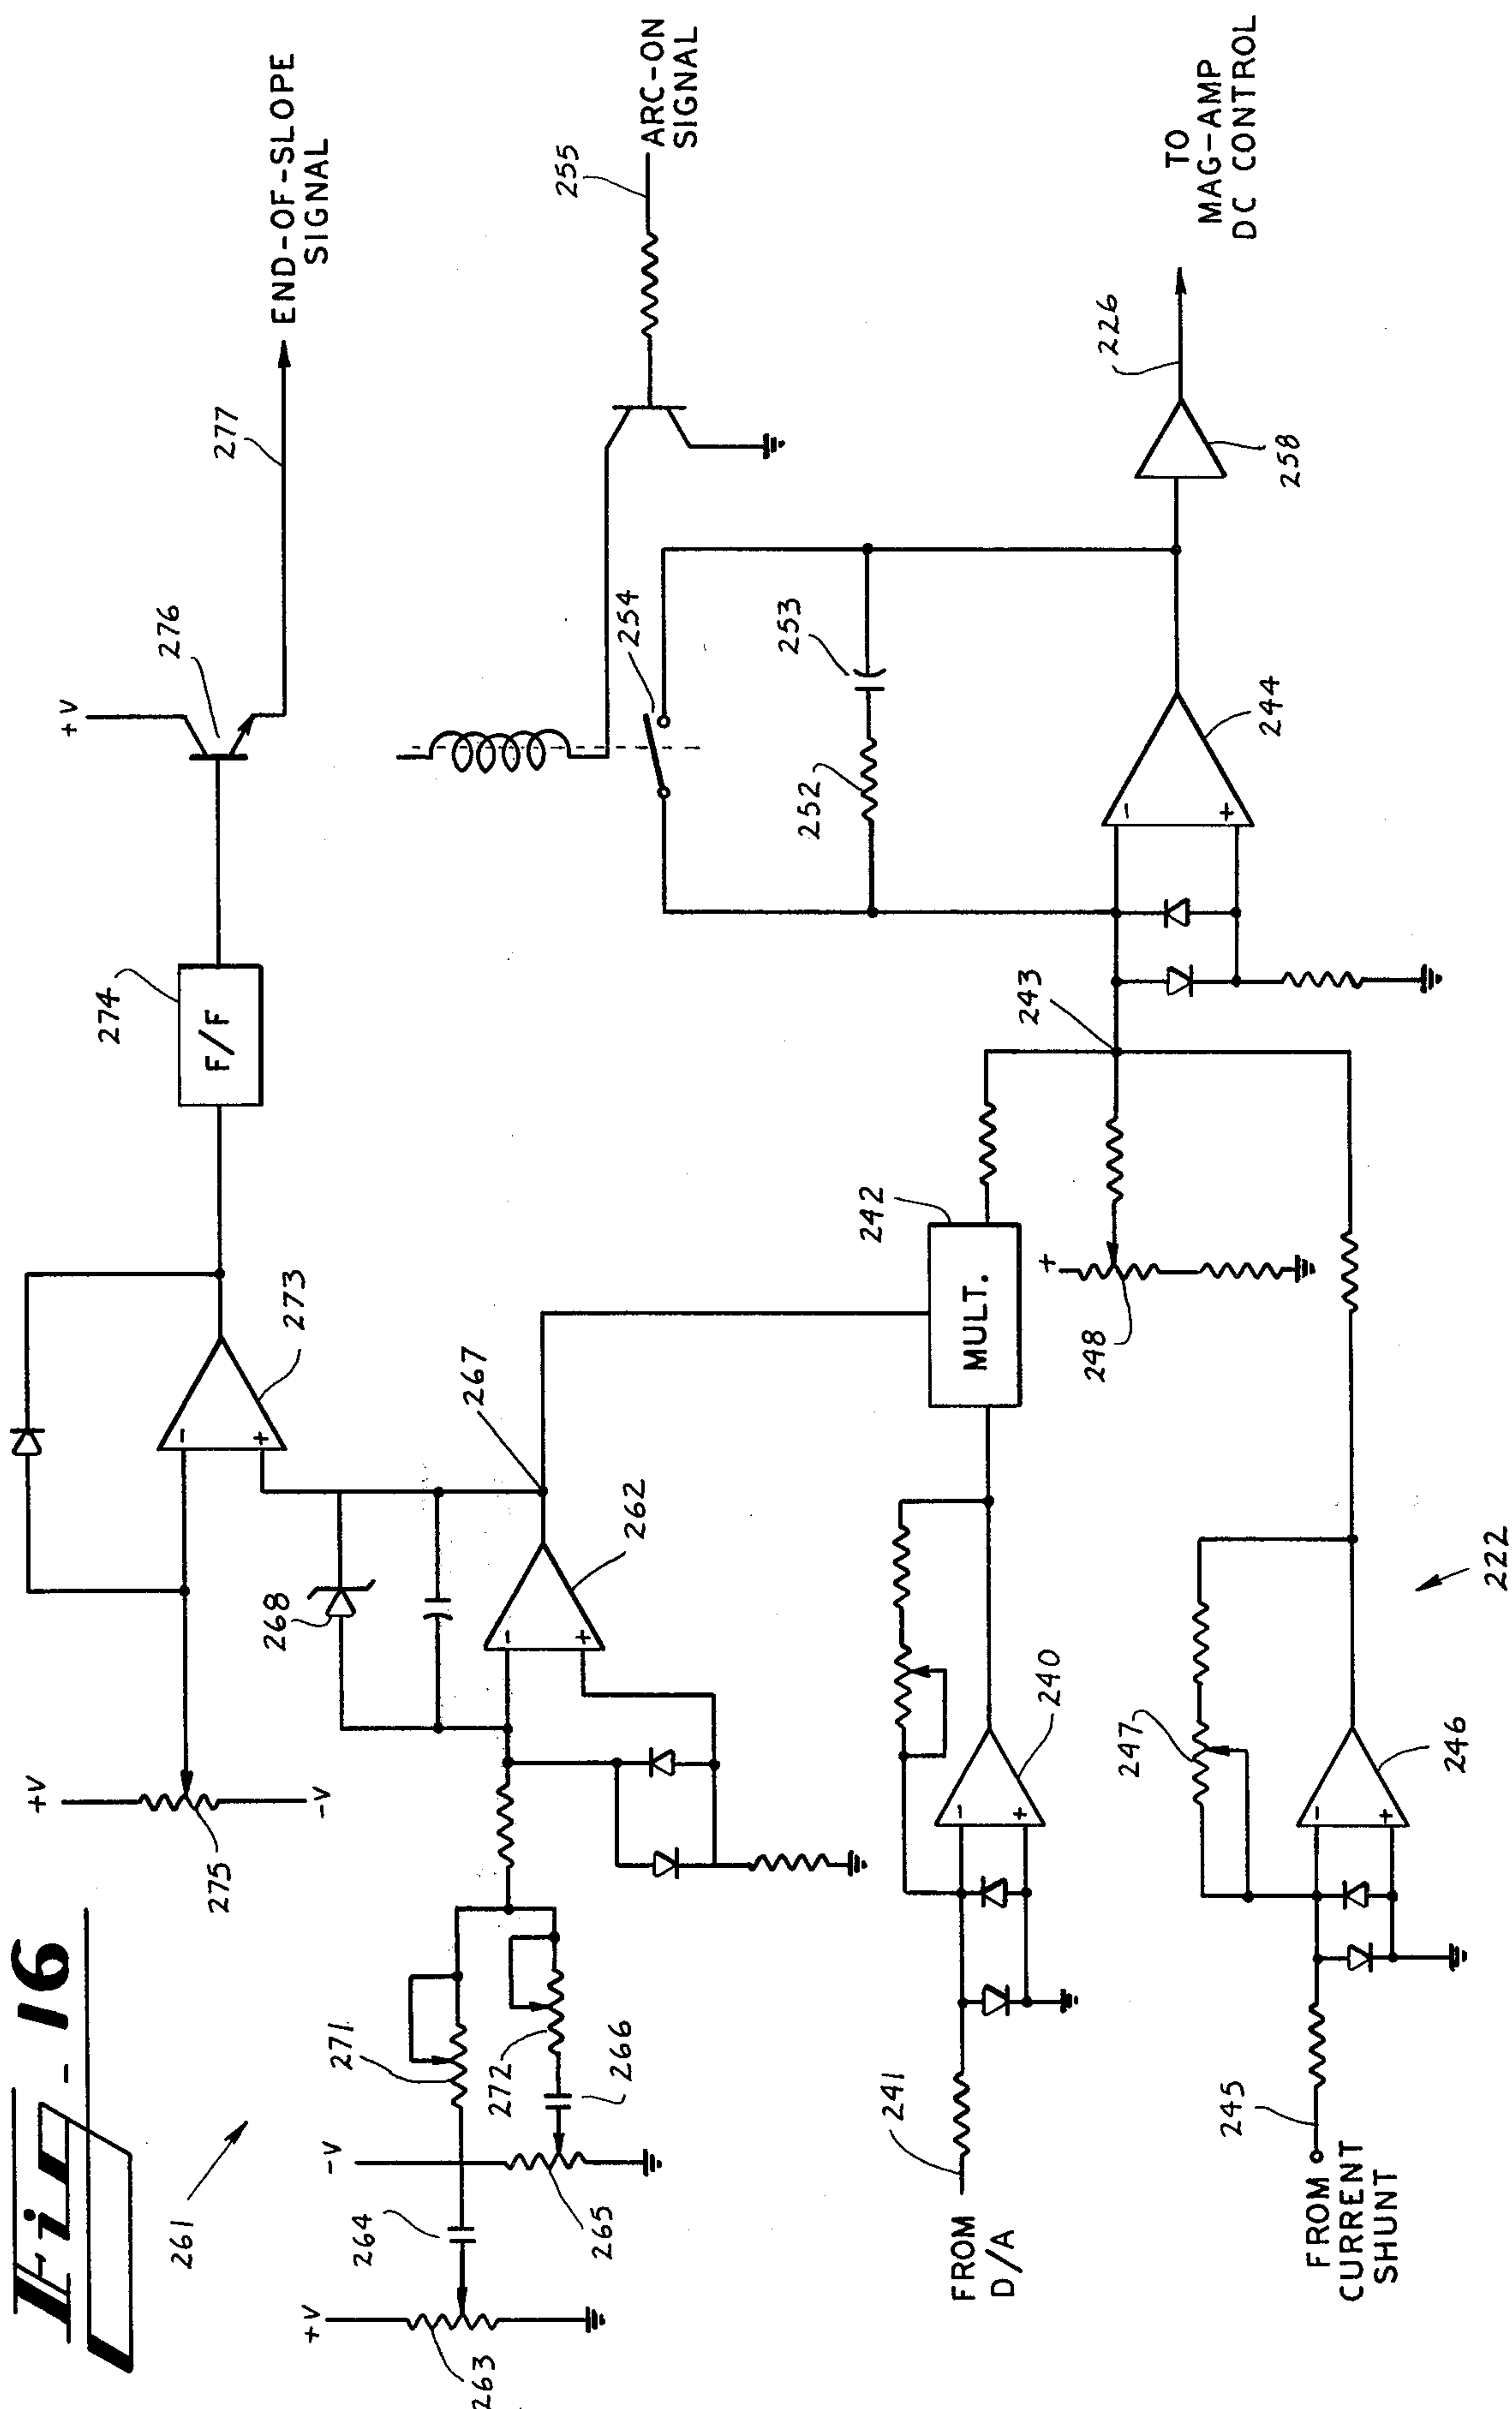 Fig-16
261
+V
263
264
-V
265
271
272
266
+V
275
-V
268
-
+
273
262
-
+
267
274
F/F
+V
276
277
END-OF-SLOPE
SIGNAL
254
255
ARC-ON
SIGNAL
252
253
FROM
D/A
241
-
+
240
242
MULT.
+
248
243
-
+
244
258
226
TO
MAG-AMP
DC CONTROL
FROM
CURRENT
SHUNT
245
247
-
+
246
222